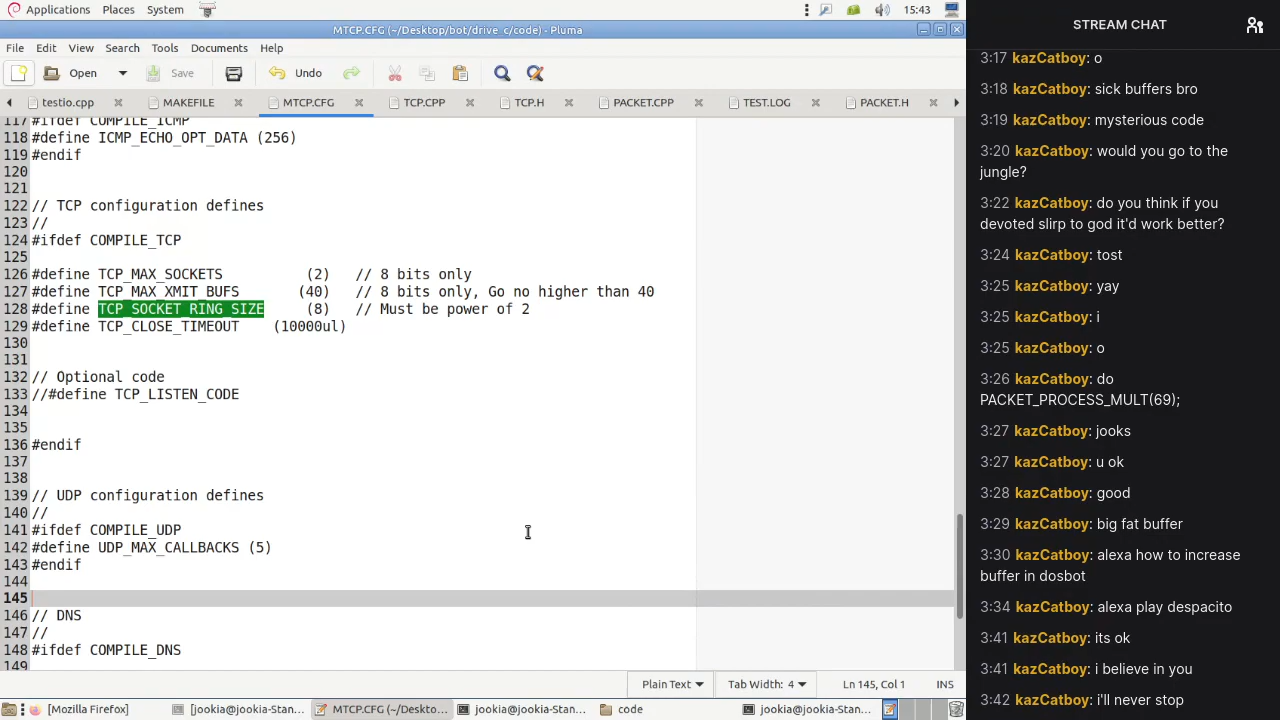 Applications Places System 15:43
MTCP.CFG (~/Desktop/bot/drive_c/code) - Pluma
File Edit View Search Tools Documents Help
Open Save Undo
testio.cpp MAKEFILE MTCP.CFG TCP.CPP TCP.H PACKET.CPP TEST.LOG PACKET.H
117 #ifdef COMPILE_ICMP
118 #define ICMP_ECHO_OPT_DATA (256)
119 #endif
120
121
122 // TCP configuration defines
123 //
124 #ifdef COMPILE_TCP
125
126 #define TCP_MAX_SOCKETS (2) // 8 bits only
127 #define TCP_MAX_XMIT_BUFS (40) // 8 bits only, Go no higher than 40
128 #define TCP_SOCKET_RING_SIZE (8) // Must be power of 2
129 #define TCP_CLOSE_TIMEOUT (10000ul)
130
131
132 // Optional code
133 //#define TCP_LISTEN_CODE
134
135
136 #endif
137
138
139 // UDP configuration defines
140 //
141 #ifdef COMPILE_UDP
142 #define UDP_MAX_CALLBACKS (5)
143 #endif
144
145
146 // DNS
147 //
148 #ifdef COMPILE_DNS
149
Plain Text Tab Width: 4 Ln 145, Col 1 INS
[Mozilla Firefox] [jookia@jookia-Stan... MTCP.CFG (~/Deskto... jookia@jookia-Stan... code jookia@jookia-Stan...
STREAM CHAT
3:17 kazCatboy: o
3:18 kazCatboy: sick buffers bro
3:19 kazCatboy: mysterious code
3:20 kazCatboy: would you go to the
jungle?
3:22 kazCatboy: do you think if you
devoted slirp to god it'd work better?
3:24 kazCatboy: tost
3:25 kazCatboy: yay
3:25 kazCatboy: i
3:25 kazCatboy: o
3:26 kazCatboy: do
PACKET_PROCESS_MULT(69);
3:27 kazCatboy: jooks
3:27 kazCatboy: u ok
3:28 kazCatboy: good
3:29 kazCatboy: big fat buffer
3:30 kazCatboy: alexa how to increase
buffer in dosbot
3:34 kazCatboy: alexa play despacito
3:41 kazCatboy: its ok
3:41 kazCatboy: i believe in you
3:42 kazCatboy: i'll never stop